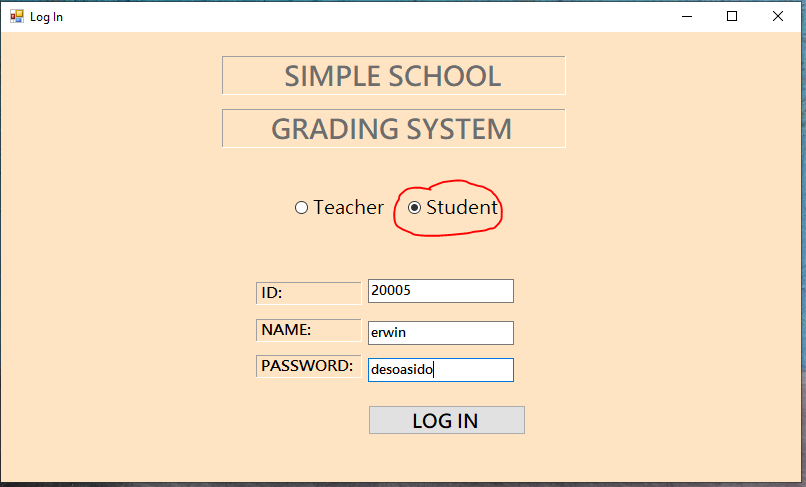 Log In
SIMPLE SCHOOL
GRADING SYSTEM
Teacher Student
ID: 20005
NAME: erwin
PASSWORD: desoasido
LOG IN